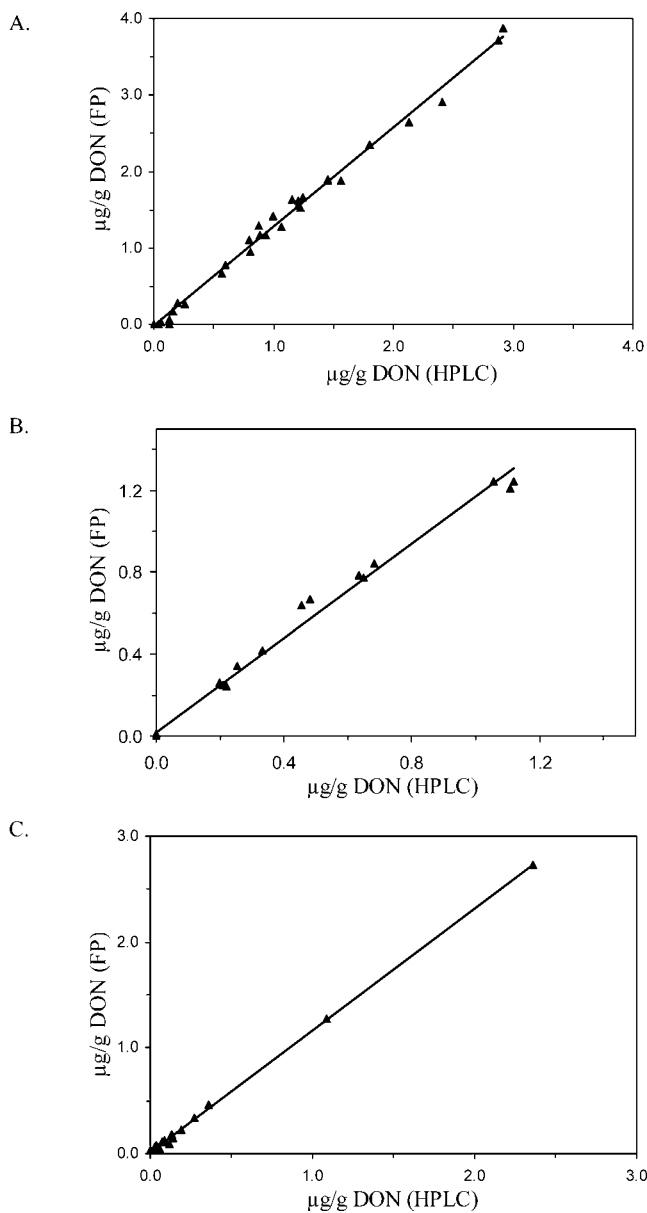 A.
4.0
3.0
2.0
1.0
0.0
µg/g DON (FP)
0.0 1.0 2.0 3.0 4.0
µg/g DON (HPLC)
B.
1.2
0.8
0.4
0.0
µg/g DON (FP)
0.0 0.4 0.8 1.2
µg/g DON (HPLC)
C.
3.0
2.0
1.0
0.0
µg/g DON (FP)
0.0 1.0 2.0 3.0
µg/g DON (HPLC)